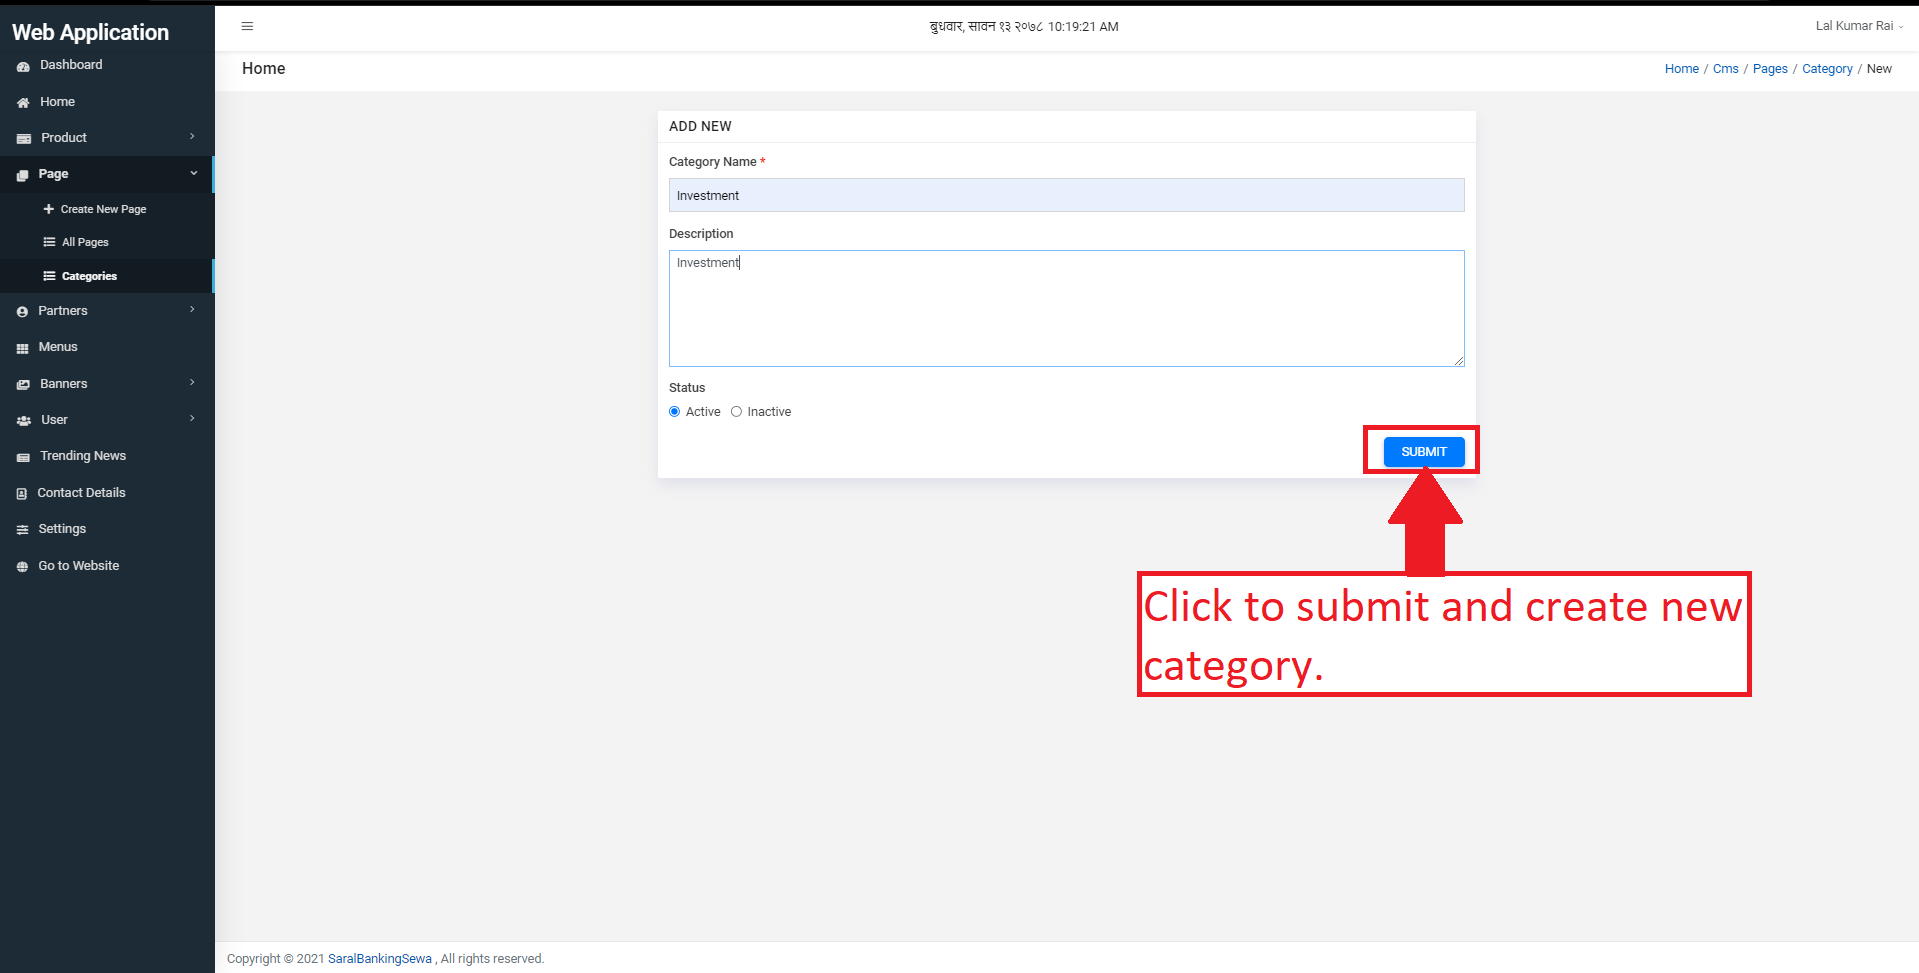 Web Application
Dashboard
Home
Product
Page
Create New Page
All Pages
Categories
Partners
Menus
Banners
User
Trending News
Contact Details
Settings
Go to Website
बुधवार, सावन १३ २०७८ 10:19:21 AM
Lal Kumar Rai
Home
Home / Cms / Pages / Category / New
ADD NEW
Category Name *
Investment
Description
Investment
Status
Active Inactive
SUBMIT
Click to submit and create new
category.
Copyright © 2021 SaralBankingSewa , All rights reserved.